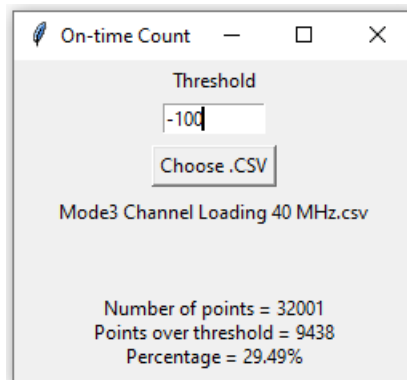 On-time Count
Threshold
-100
Choose .CSV
Mode3 Channel Loading 40 MHz.csv
Number of points = 32001
Points over threshold = 9438
Percentage = 29.49%